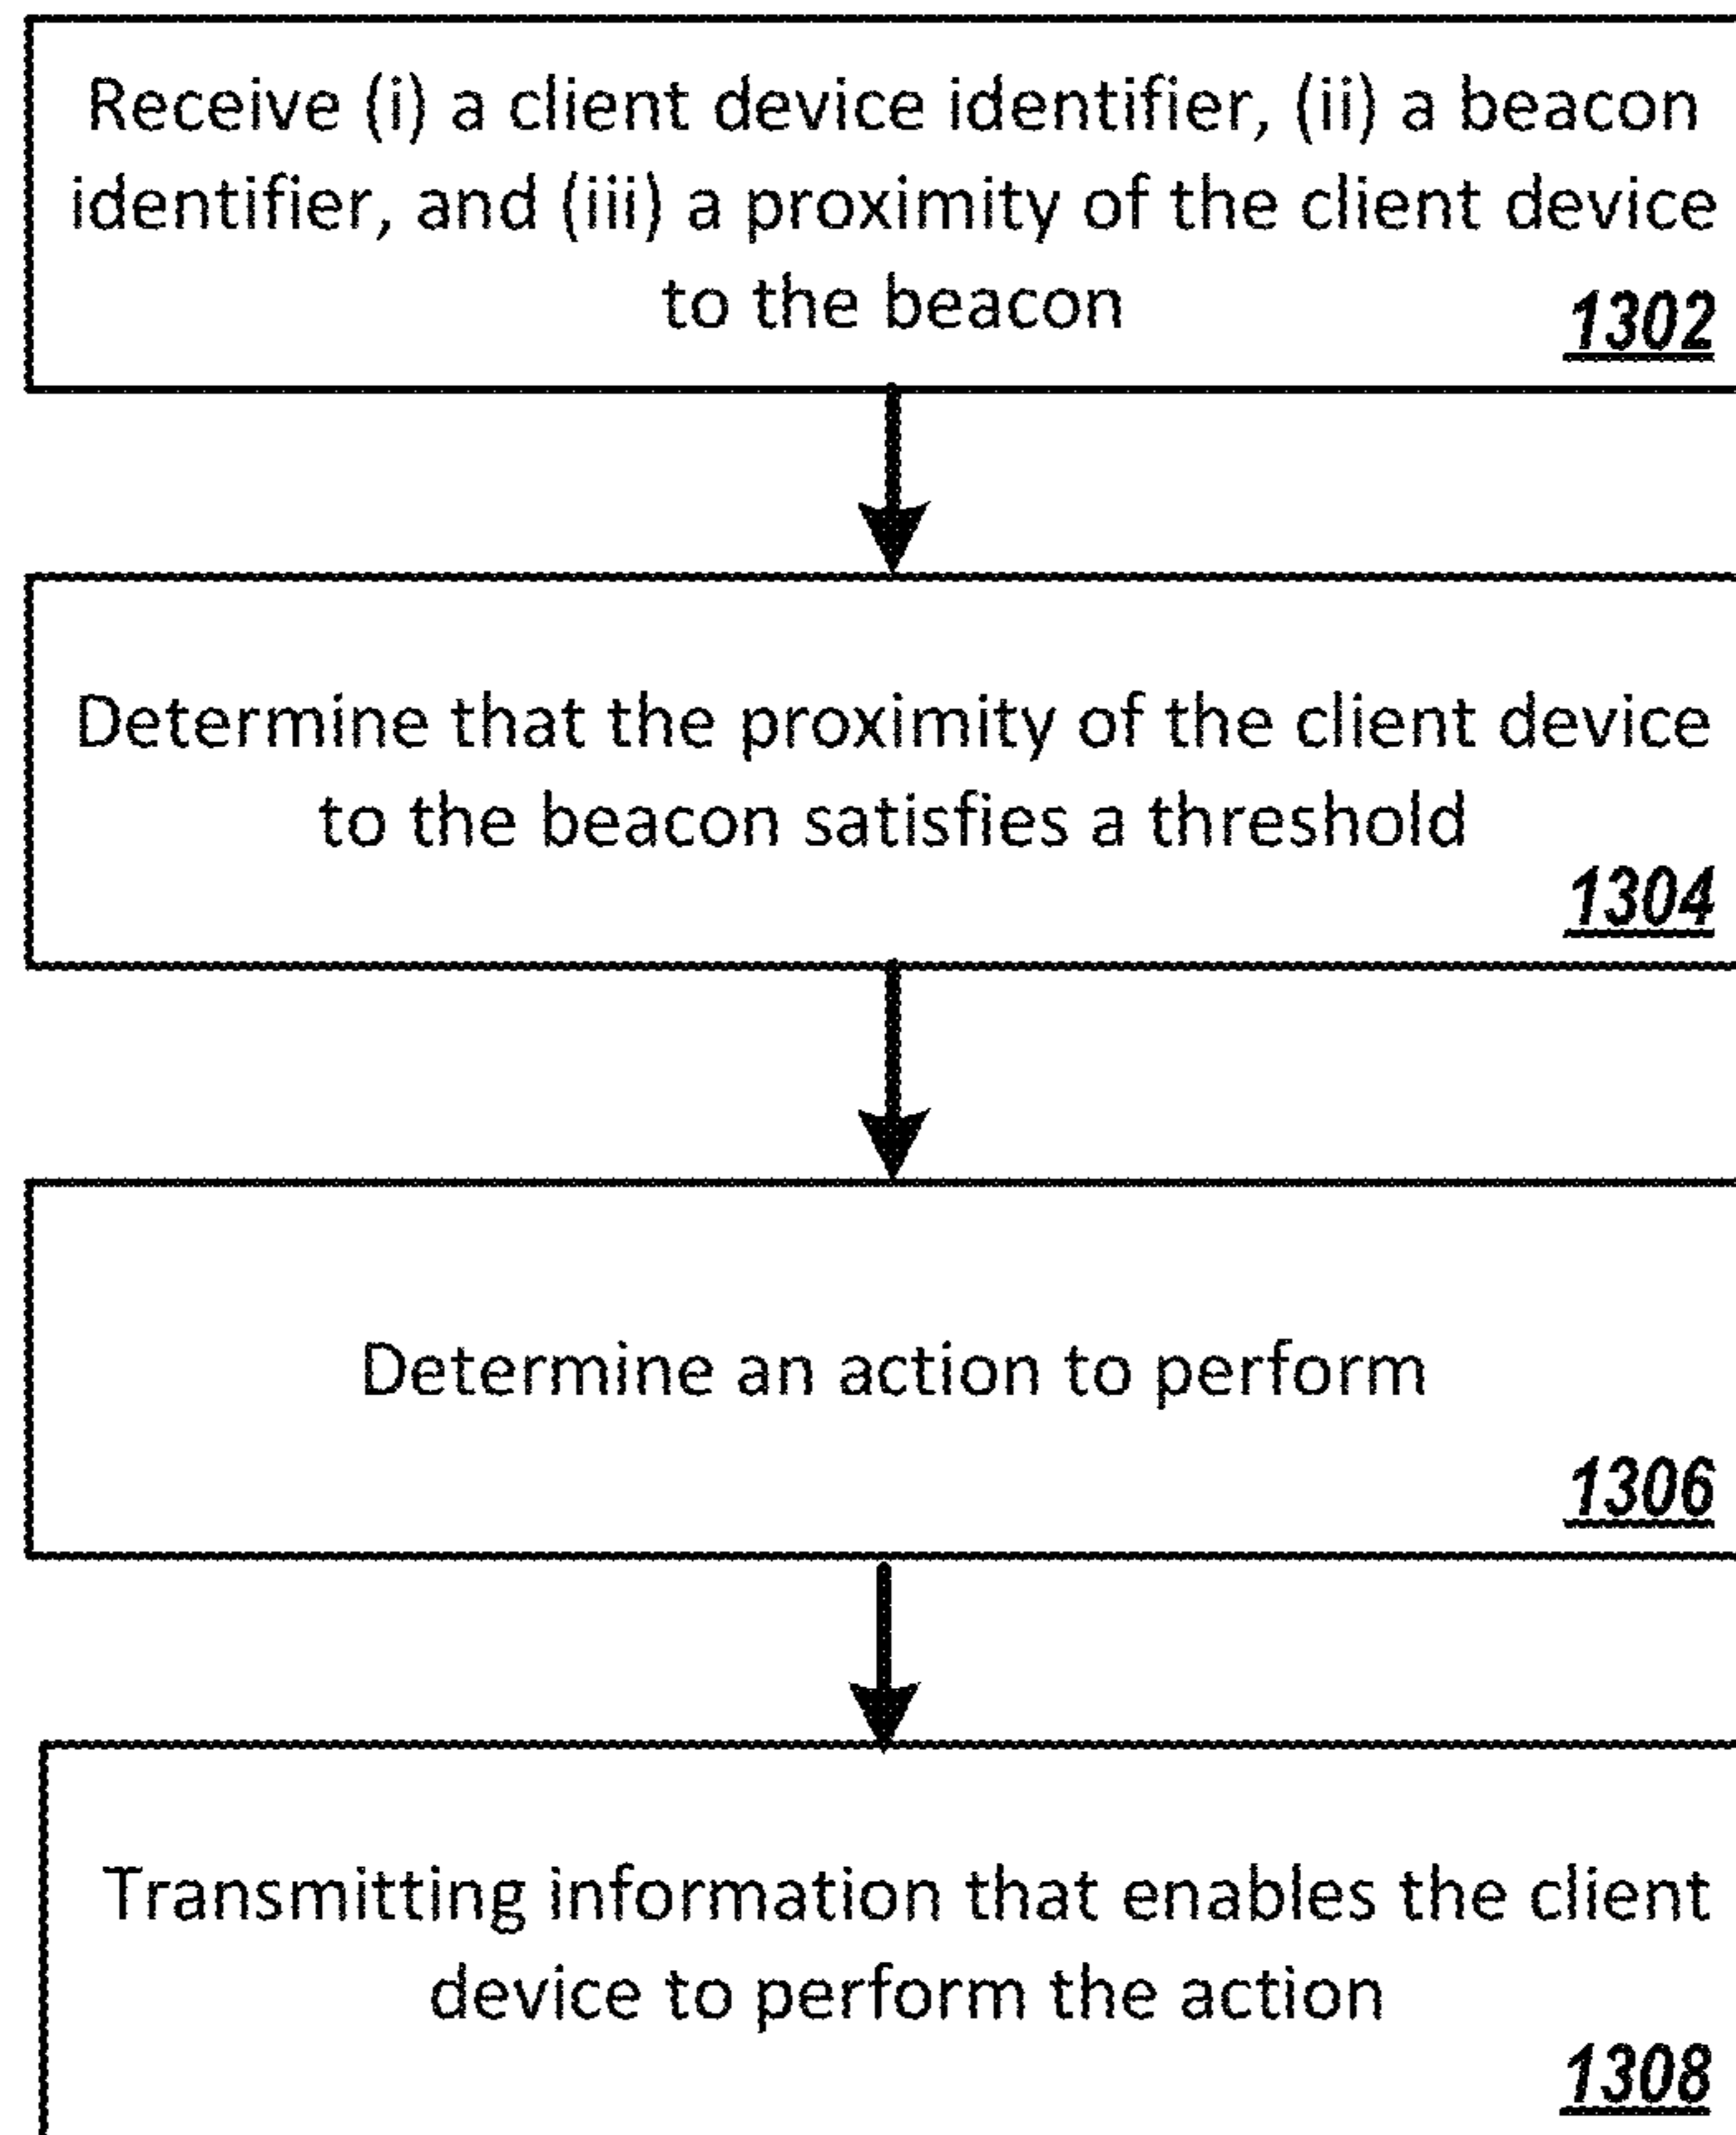 Receive (i) a client device identifier, (ii) a beacon
identifier, and (iii) a proximity of the client device
to the beacon
1302
Determine that the proximity of the client device
to the beacon satisfies a threshold
1304
Determine an action to perform
1306
Transmitting information that enables the client
device to perform the action
1308